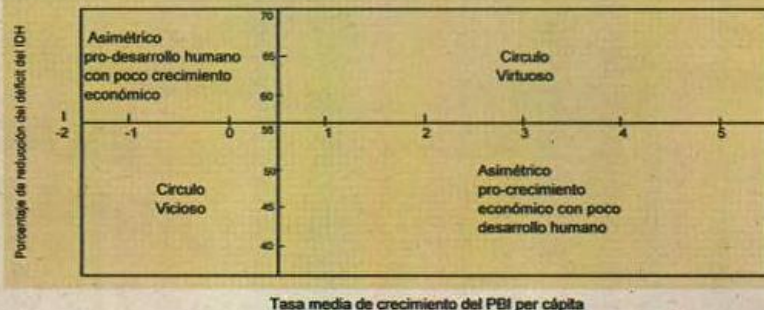 Porcentaje de reducción del déficit del IDH
Asimétrico
pro-desarrollo humano
con poco crecimiento
económico
Circulo
Virtuoso
70
65
60
55
50
45
40
-2
-1
0
1
2
3
4
5
Circulo
Vicioso
Asimétrico
pro-crecimiento
económico con poco
desarrollo humano
Tasa media de crecimiento del PBI per cápita